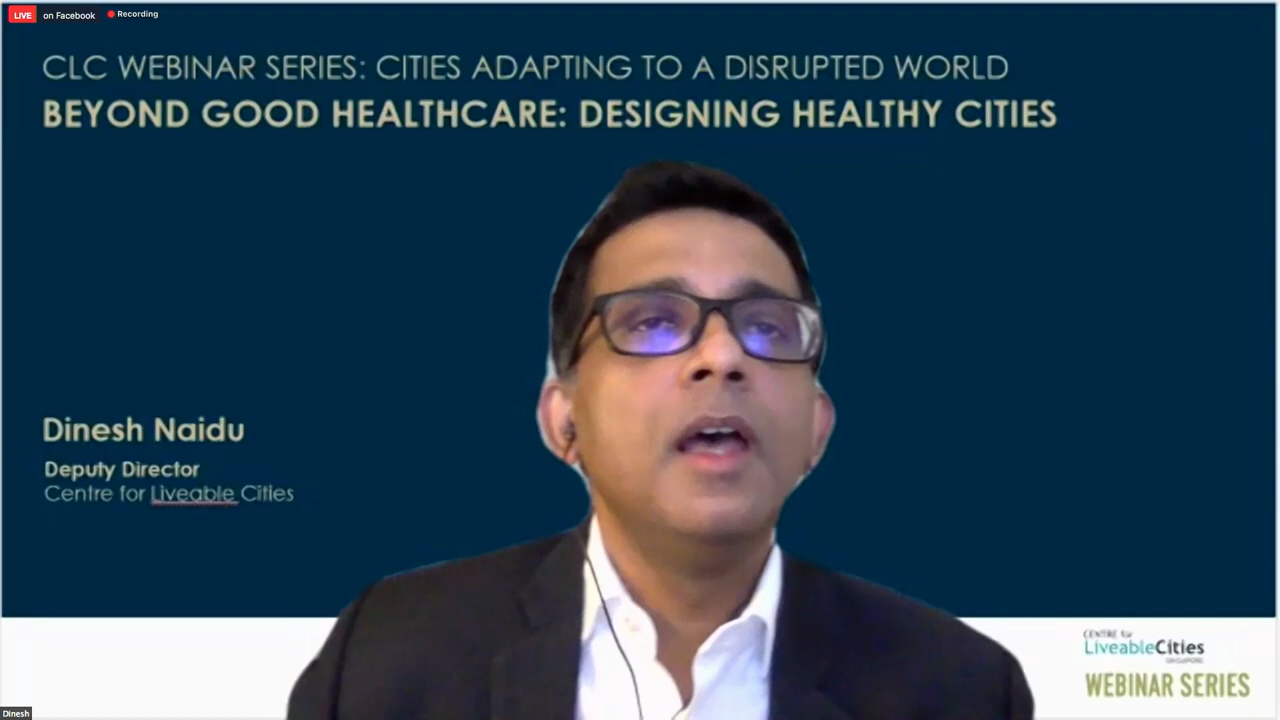 LIVE on Facebook Recording
CLC WEBINAR SERIES: CITIES ADAPTING TO A DISRUPTED WORLD
BEYOND GOOD HEALTHCARE: DESIGNING HEALTHY CITIES
Dinesh Naidu
Deputy Director
Centre for Liveable Cities
CENTRE for
LiveableCities
SINGAPORE
WEBINAR SERIES
Dinesh